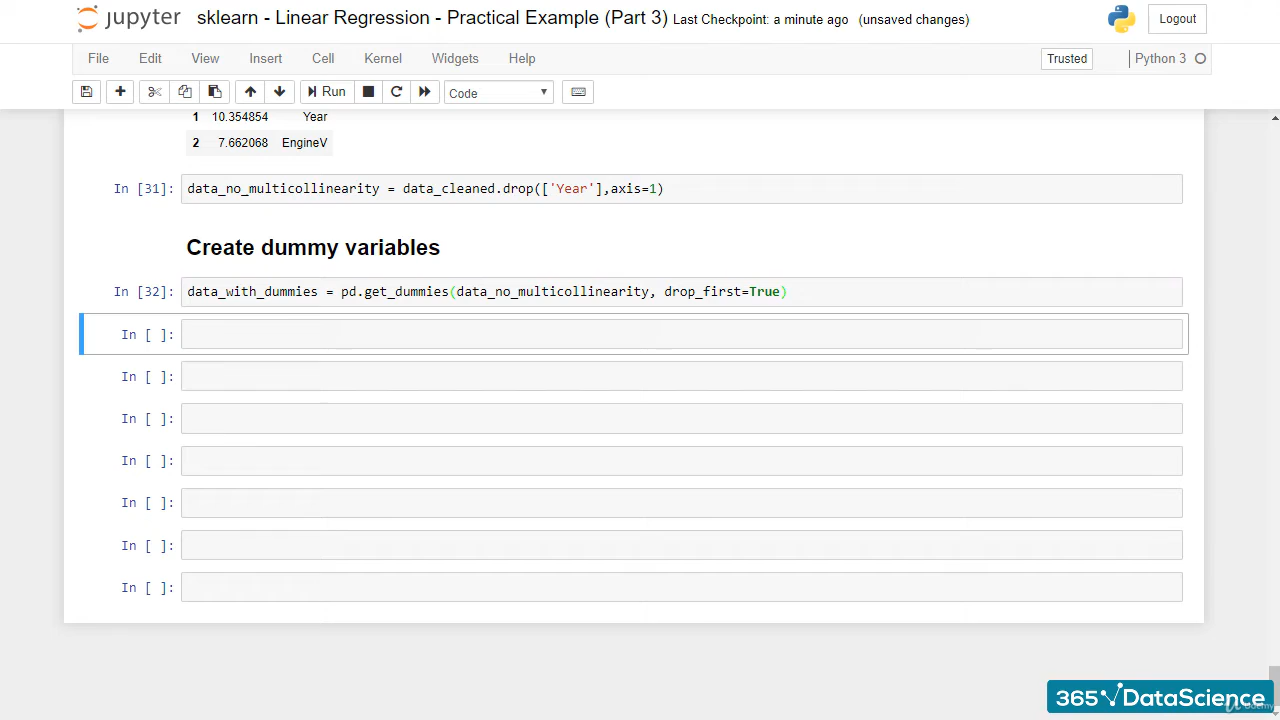 jupyter sklearn - Linear Regression - Practical Example (Part 3) Last Checkpoint: a minute ago (unsaved changes) Logout
File Edit View Insert Cell Kernel Widgets Help Trusted Python 3
Run Code
1 10.354854 Year
2 7.662068 EngineV
In [31]: data_no_multicollinearity = data_cleaned.drop(['Year'],axis=1)
Create dummy variables
In [32]: data_with_dummies = pd.get_dummies(data_no_multicollinearity, drop_first=True)
In [ ]:
In [ ]:
In [ ]:
In [ ]:
In [ ]:
In [ ]:
In [ ]:
365 DataScience
Udemy